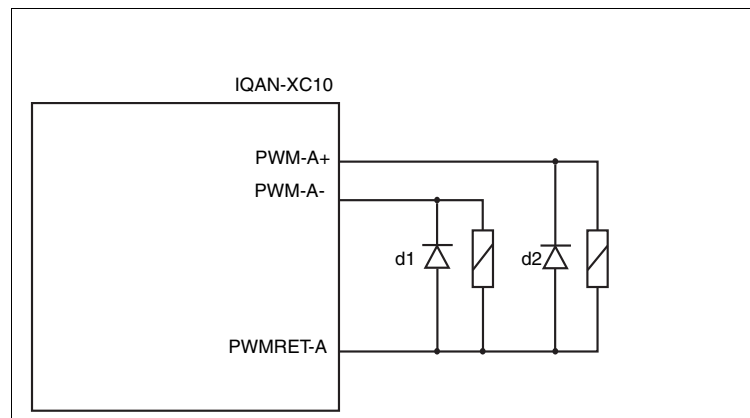 IQAN-XC10
PWM-A+
PWM-A-
d1
d2
PWMRET-A